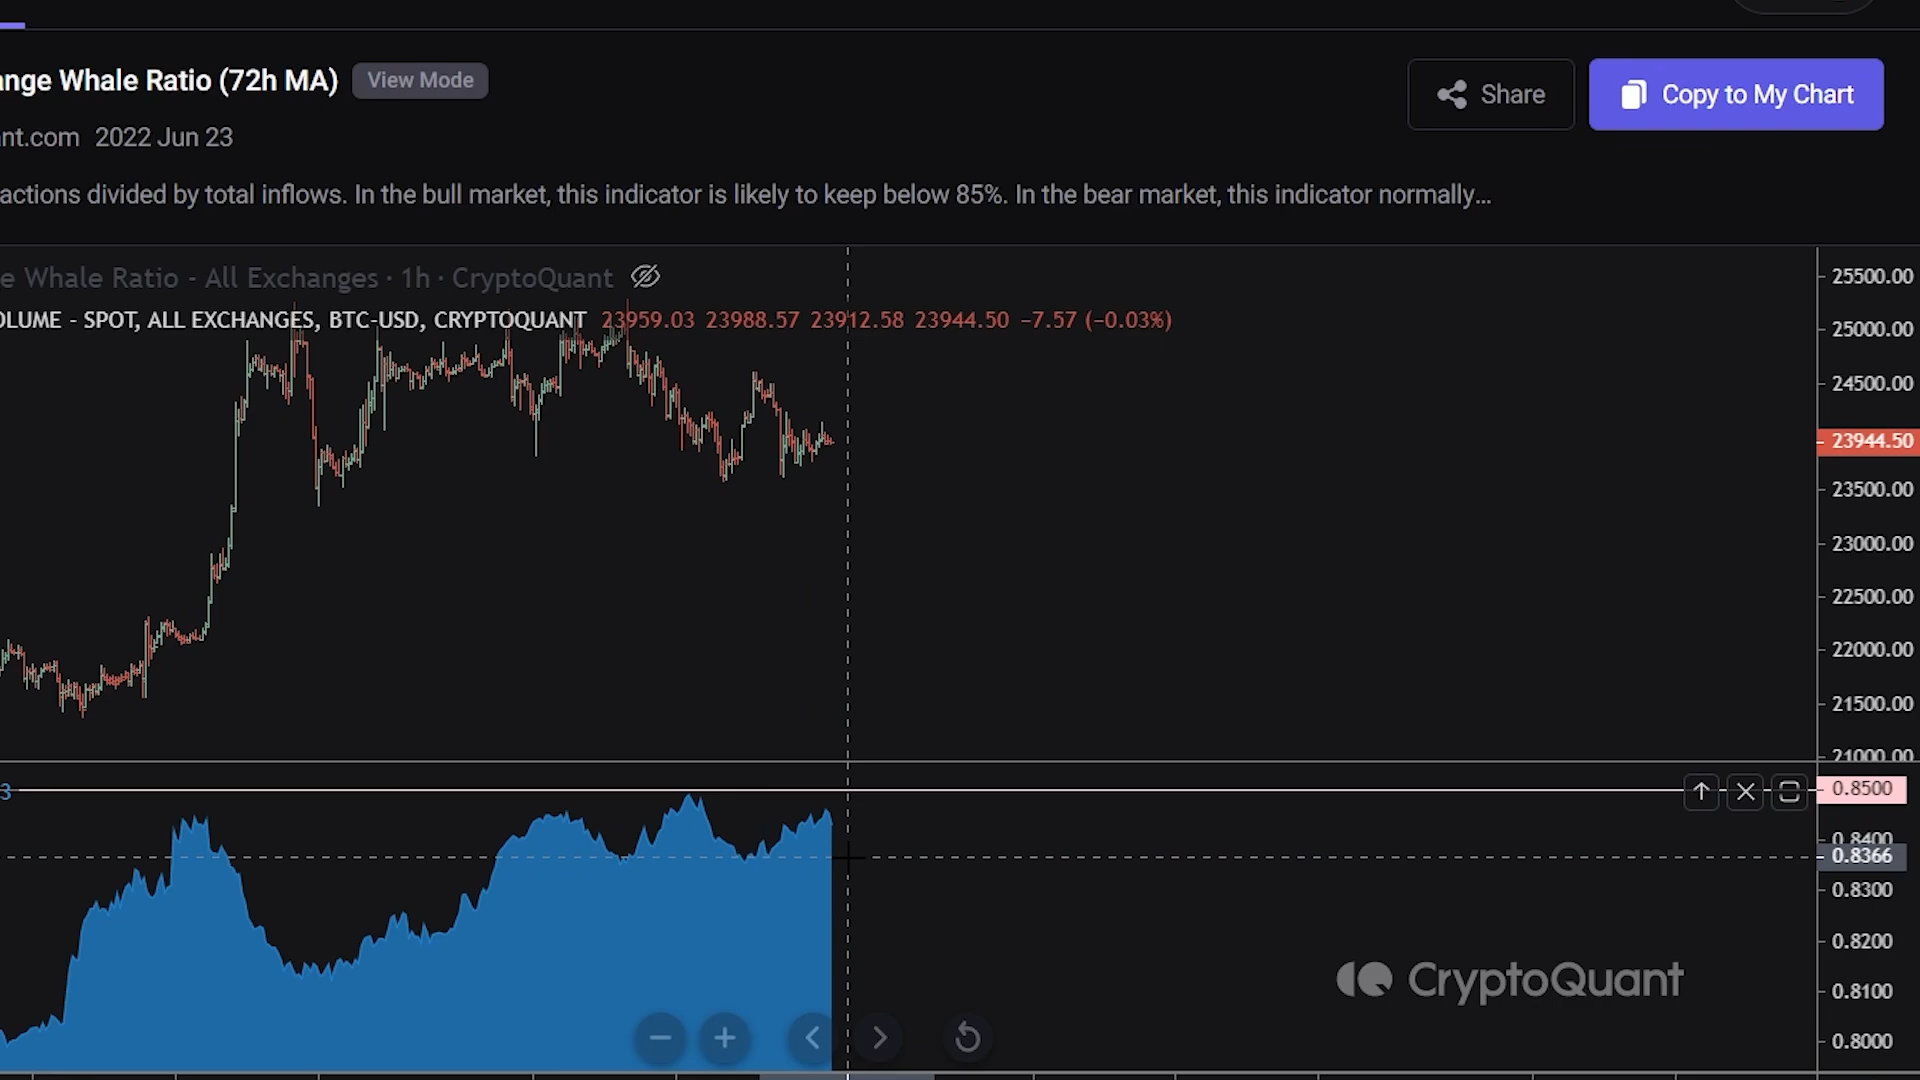 ange Whale Ratio (72h MA) View Mode
Share
Copy to My Chart
nt.com 2022 Jun 23
actions divided by total inflows. In the bull market, this indicator is likely to keep below 85%. In the bear market, this indicator normally...
e Whale Ratio - All Exchanges · 1h · CryptoQuant
OLUME - SPOT, ALL EXCHANGES, BTC-USD, CRYPTOQUANT 23959.03 23988.57 23912.58 23944.50 −7.57 (−0.03%)
25500.00
25000.00
24500.00
23944.50
23500.00
23000.00
22500.00
22000.00
21500.00
21000.00
3
0.8500
0.8400
0.8366
0.8300
0.8200
0.8100
0.8000
CryptoQuant